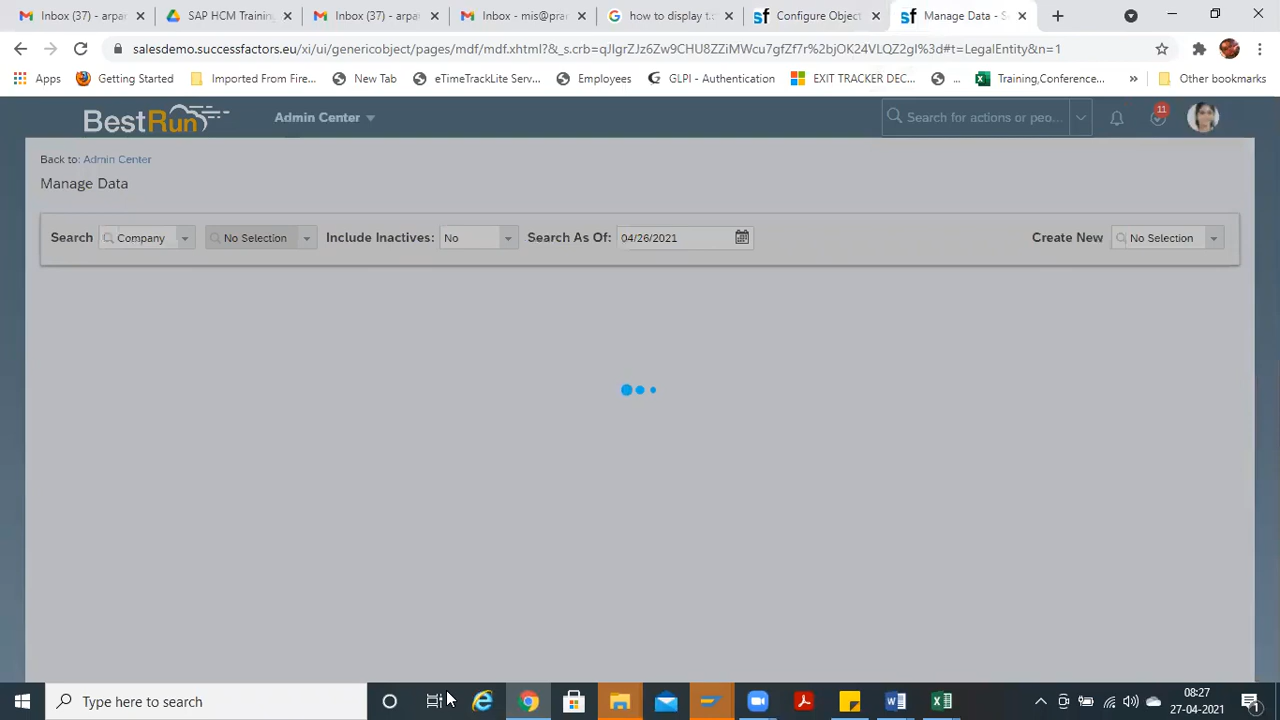 Inbox (37) - arpar
SAP HCM Training
Inbox (37) - arpar
Inbox - mis@pran
how to display t.
Configure Object
Manage Data - S
salesdemo.successfactors.eu/xi/ui/genericobject/pages/mdf/mdf.xhtml?&_s.crb=qJIgrZJz6Zw9CHU8ZZiMWcu7gfZf7r%2bjOK24VLQZ2gI%3d#t=LegalEntity&n=1
Apps
Getting Started
Imported From Fire...
New Tab
eTimeTrackLite Serv...
Employees
GLPI - Authentication
EXIT TRACKER DEC...
...
Training,Conference...
»
Other bookmarks
BestRun
Admin Center
Search for actions or peo...
11
Back to: Admin Center
Manage Data
Search
Company
No Selection
Include Inactives:
No
Search As Of:
04/26/2021
Create New
No Selection
Type here to search
08:27
27-04-2021
1